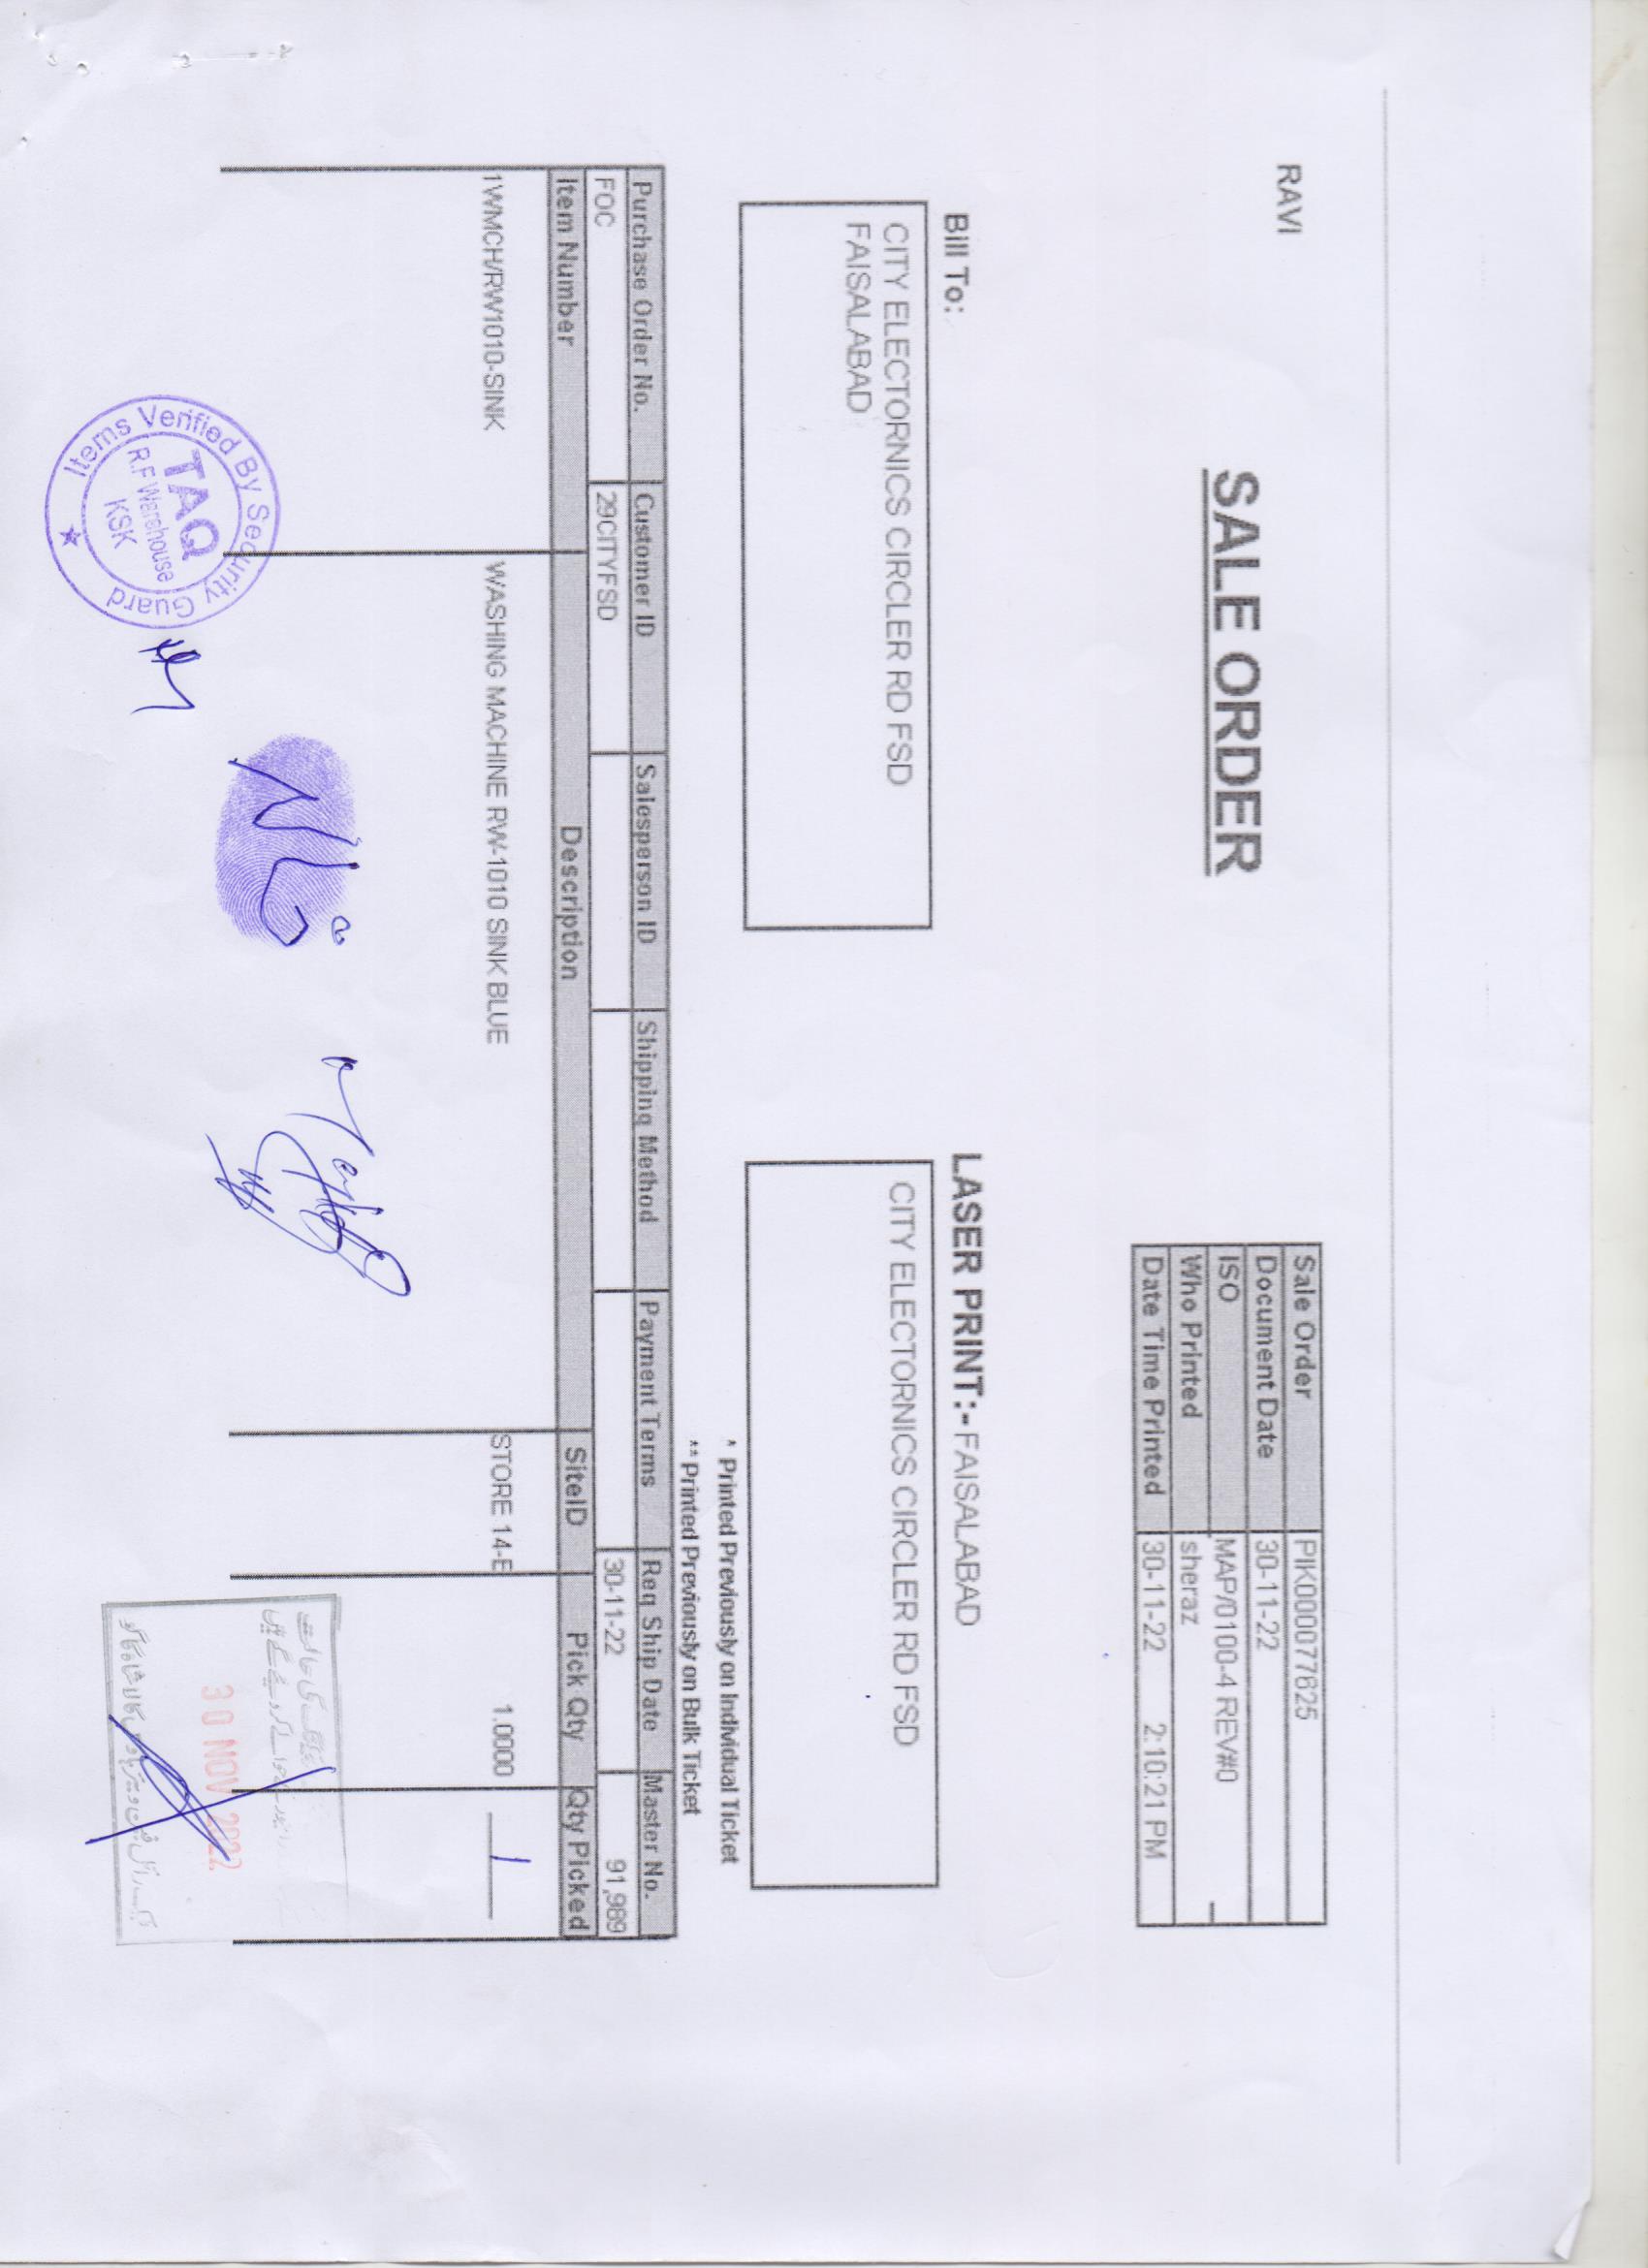 RAVI
SALE ORDER
Sale Order PIK000077625
Document Date 30-11-22
ISO MAP/0100-4 REV#0
Who Printed sheraz
Date Time Printed 30-11-22 2:10:21 PM
Bill To:
CITY ELECTORNICS CIRCLER RD FSD
FAISALABAD
LASER PRINT:- FAISALABAD
CITY ELECTORNICS CIRCLER RD FSD
* Printed Previously on Individual Ticket
** Printed Previously on Bulk Ticket
Purchase Order No. Customer ID Salesperson ID Shipping Method Payment Terms Req Ship Date Master No.
FOC 29CITYFSD 30-11-22 91,989
Item Number Description SiteID Pick Qty Qty Picked
1WMCH/RW1010-SINK WASHING MACHINE RW-1010 SINK BLUE STORE 14-E 1.0000 1
Items Verified By Security Guard
TAQ
R.F Warehouse
KSK
کی حالت
حوالے کر دیئے گئے ہیں
30 NOV 2022
کالا شاہ کاکو